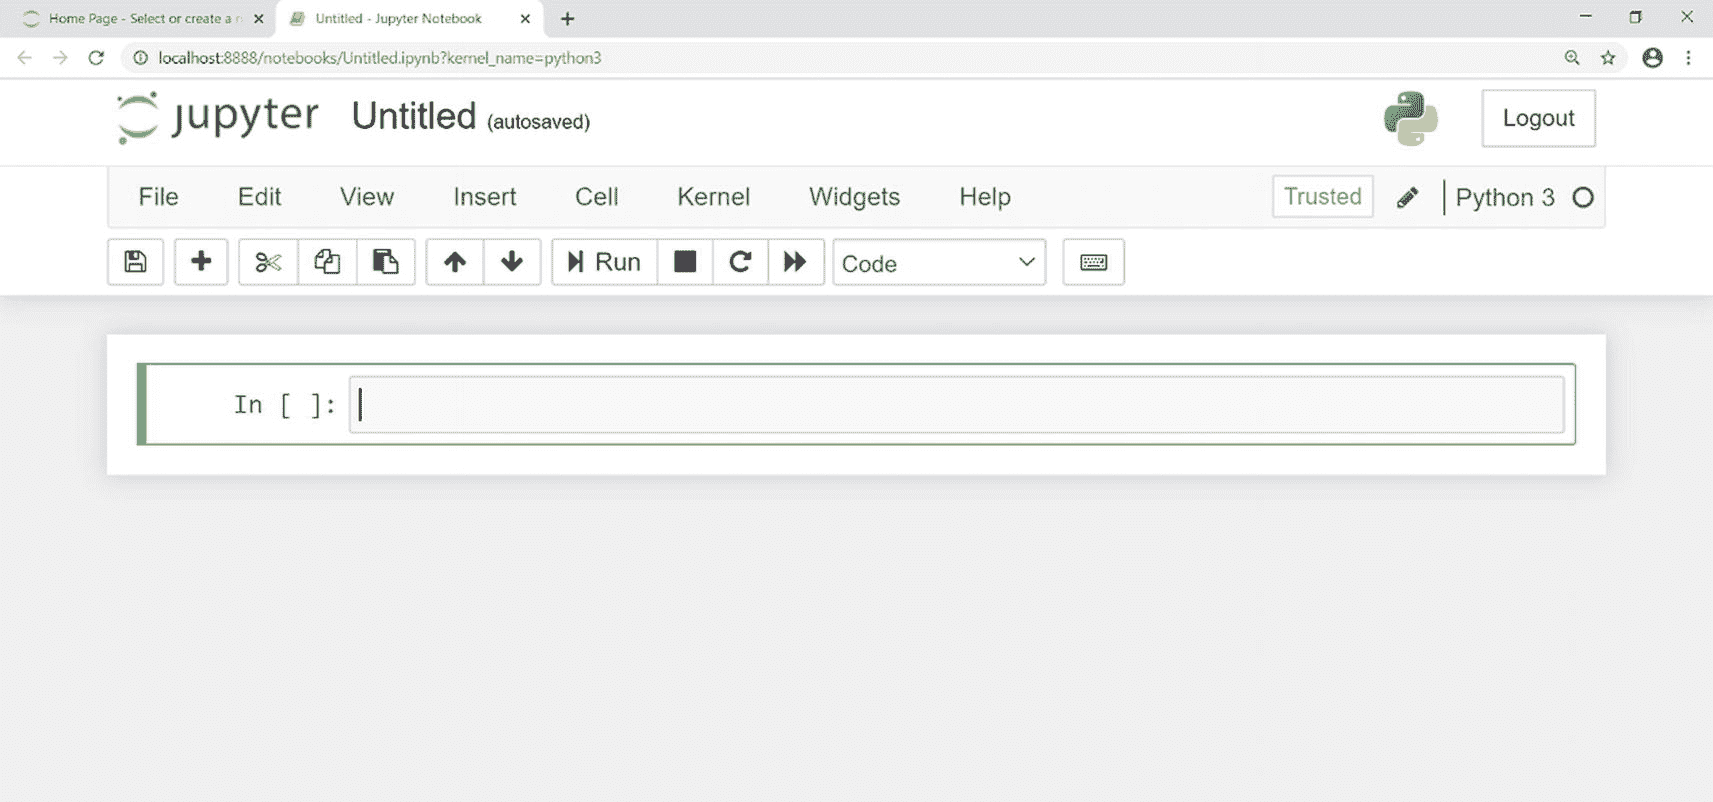 Home Page - Select or create a n
Untitled - Jupyter Notebook
localhost:8888/notebooks/Untitled.ipynb?kernel_name=python3
jupyter Untitled (autosaved)
Logout
File Edit View Insert Cell Kernel Widgets Help
Trusted
Python 3
Run
Code
In [ ]: